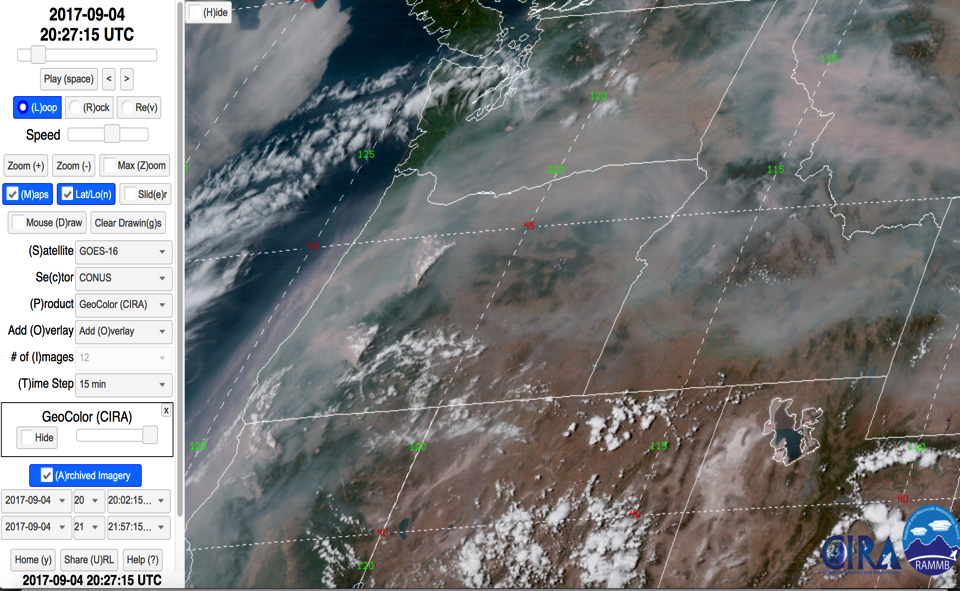 2017-09-04
20:27:15 UTC
Play (space) < >
(L)oop (R)ock Re(v)
Speed
Zoom (+) Zoom (-) Max (Z)oom
(M)aps Lat/Lo(n) Slid(e)r
Mouse (D)raw Clear Drawin(g)s
(S)atellite GOES-16
Se(c)tor CONUS
(P)roduct GeoColor (CIRA)
Add (O)verlay Add (O)verlay
# of (I)mages 12
(T)ime Step 15 min
X
GeoColor (CIRA)
Hide
(A)rchived Imagery
2017-09-04 20 20:02:15...
2017-09-04 21 21:57:15...
Home (y) Share (U)RL Help (?)
2017-09-04 20:27:15 UTC
(H)ide
115
120
125
120
115
45
120
115
40
40
120
CIRA
RAMMB